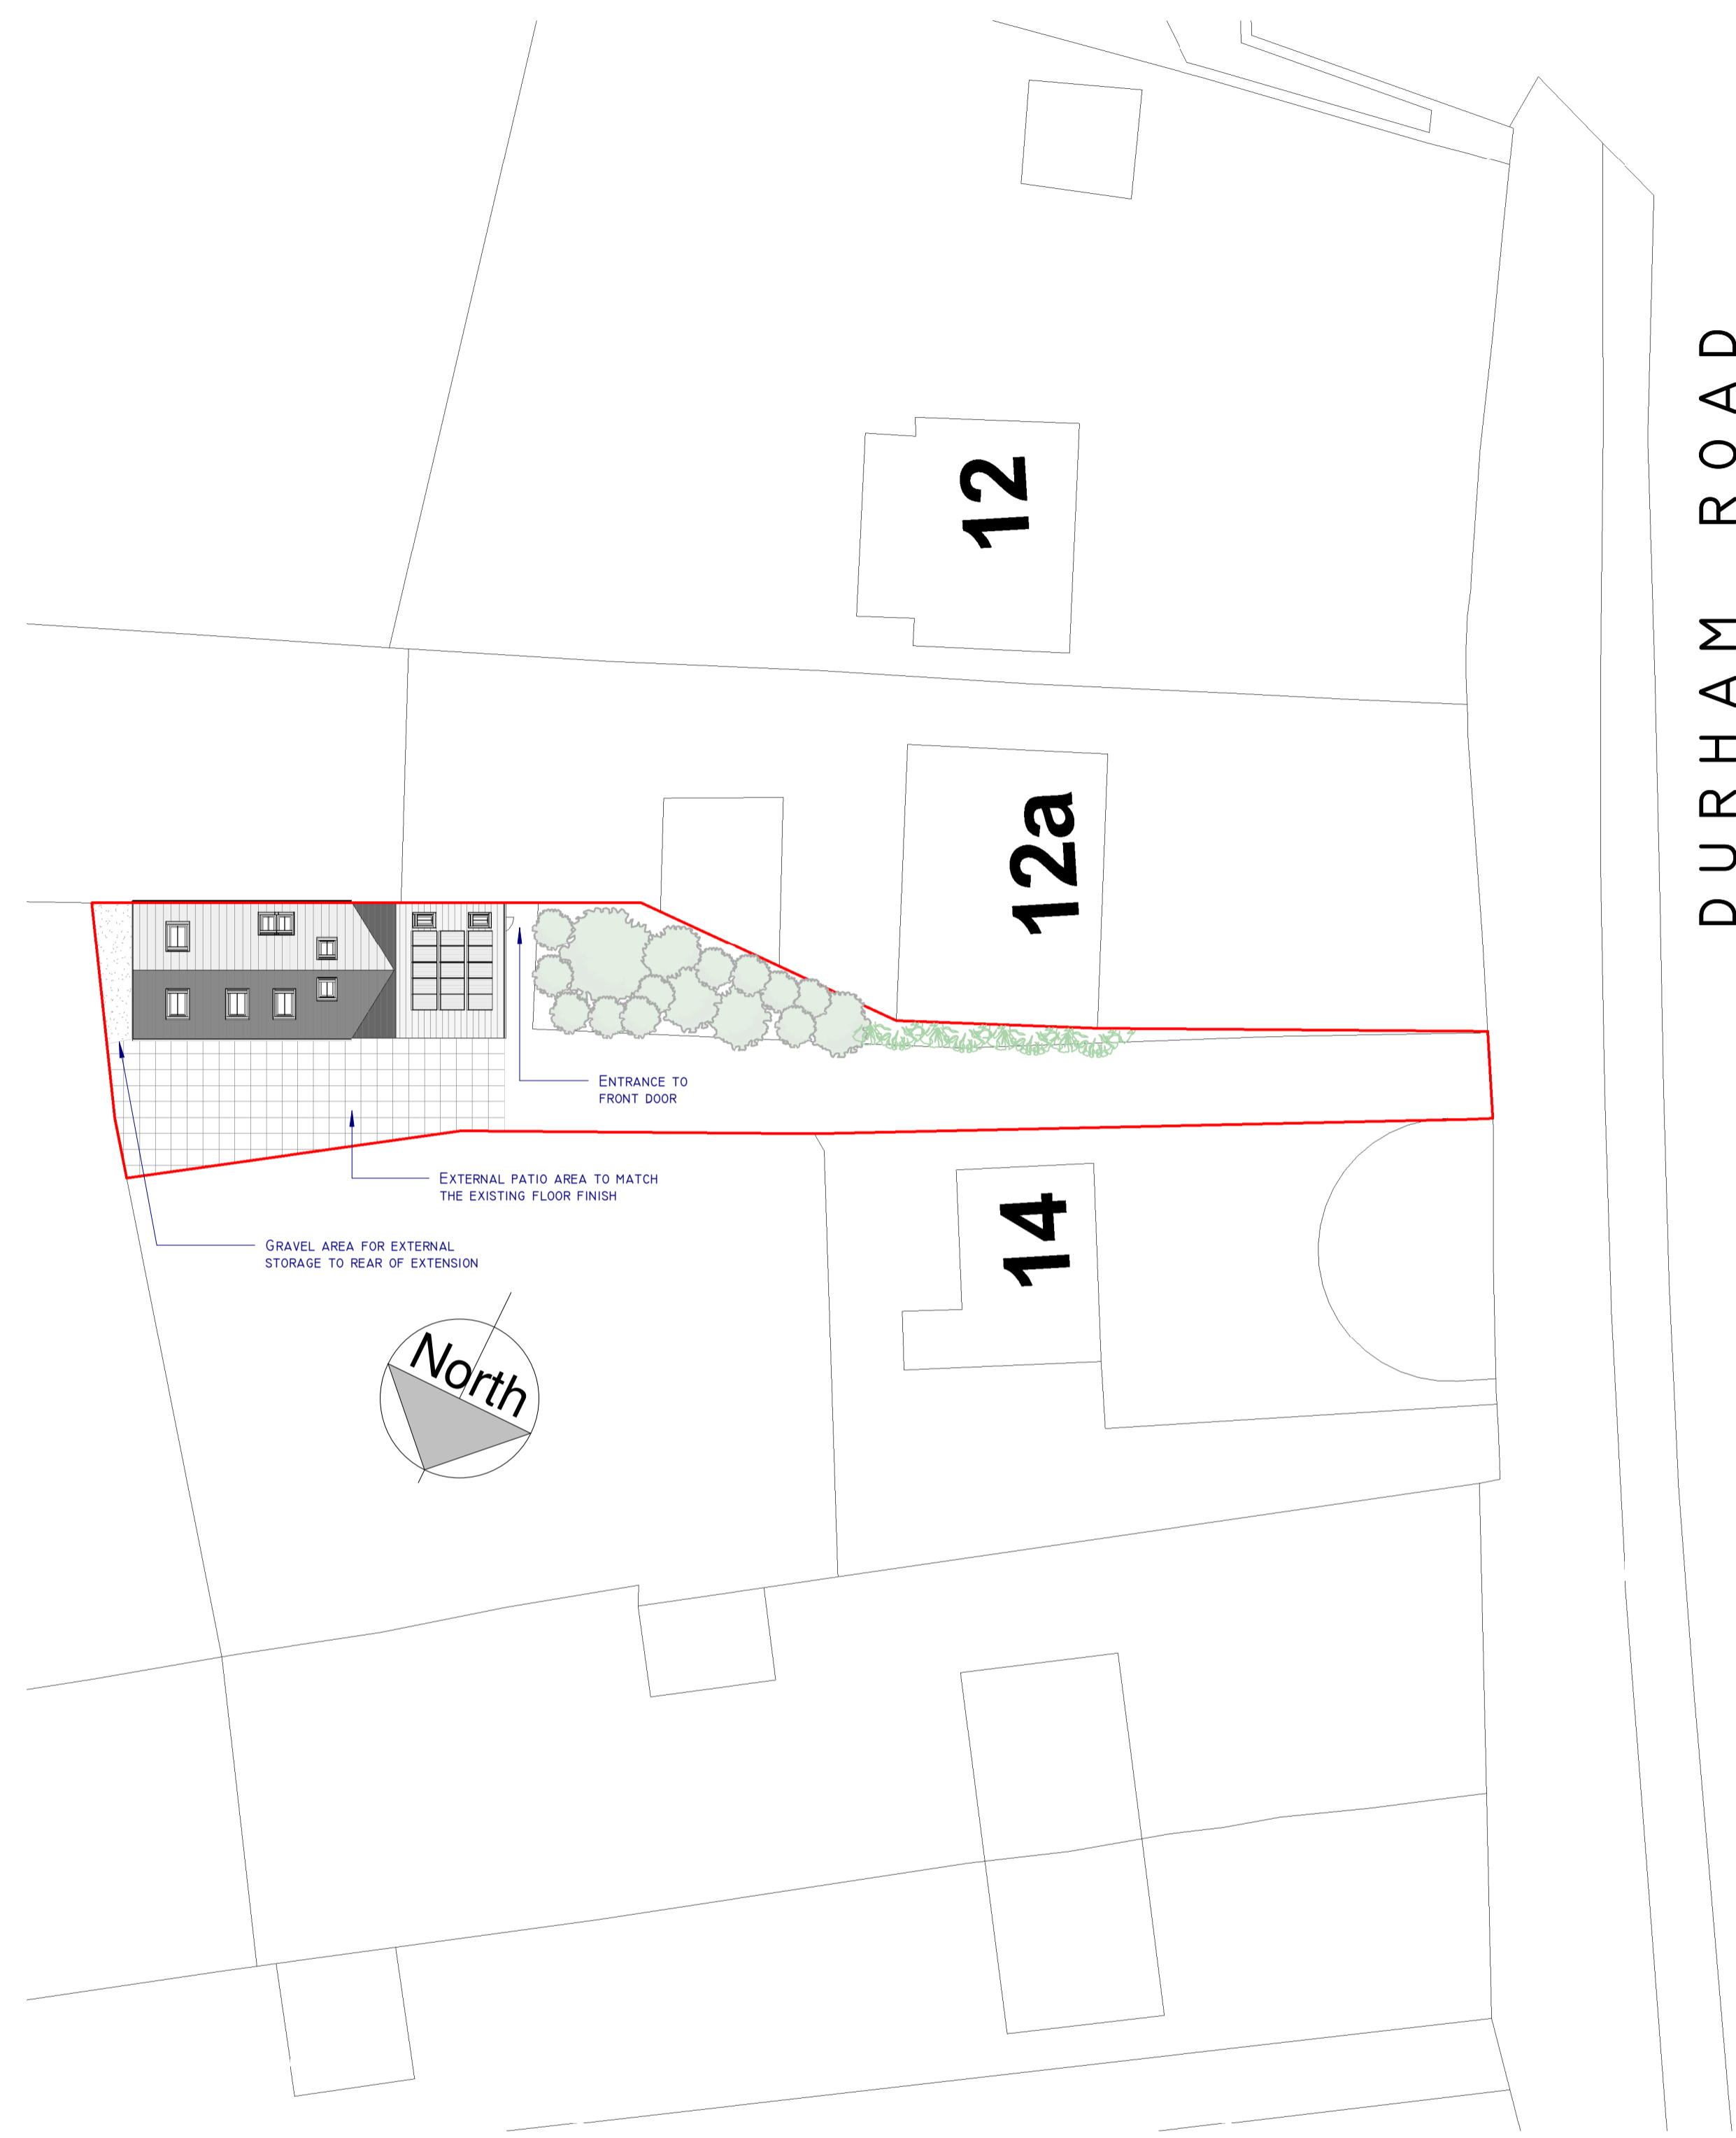 DURHAM ROAD
12
12a
ENTRANCE TO
FRONT DOOR
EXTERNAL PATIO AREA TO MATCH
THE EXISTING FLOOR FINISH
14
GRAVEL AREA FOR EXTERNAL
STORAGE TO REAR OF EXTENSION
North